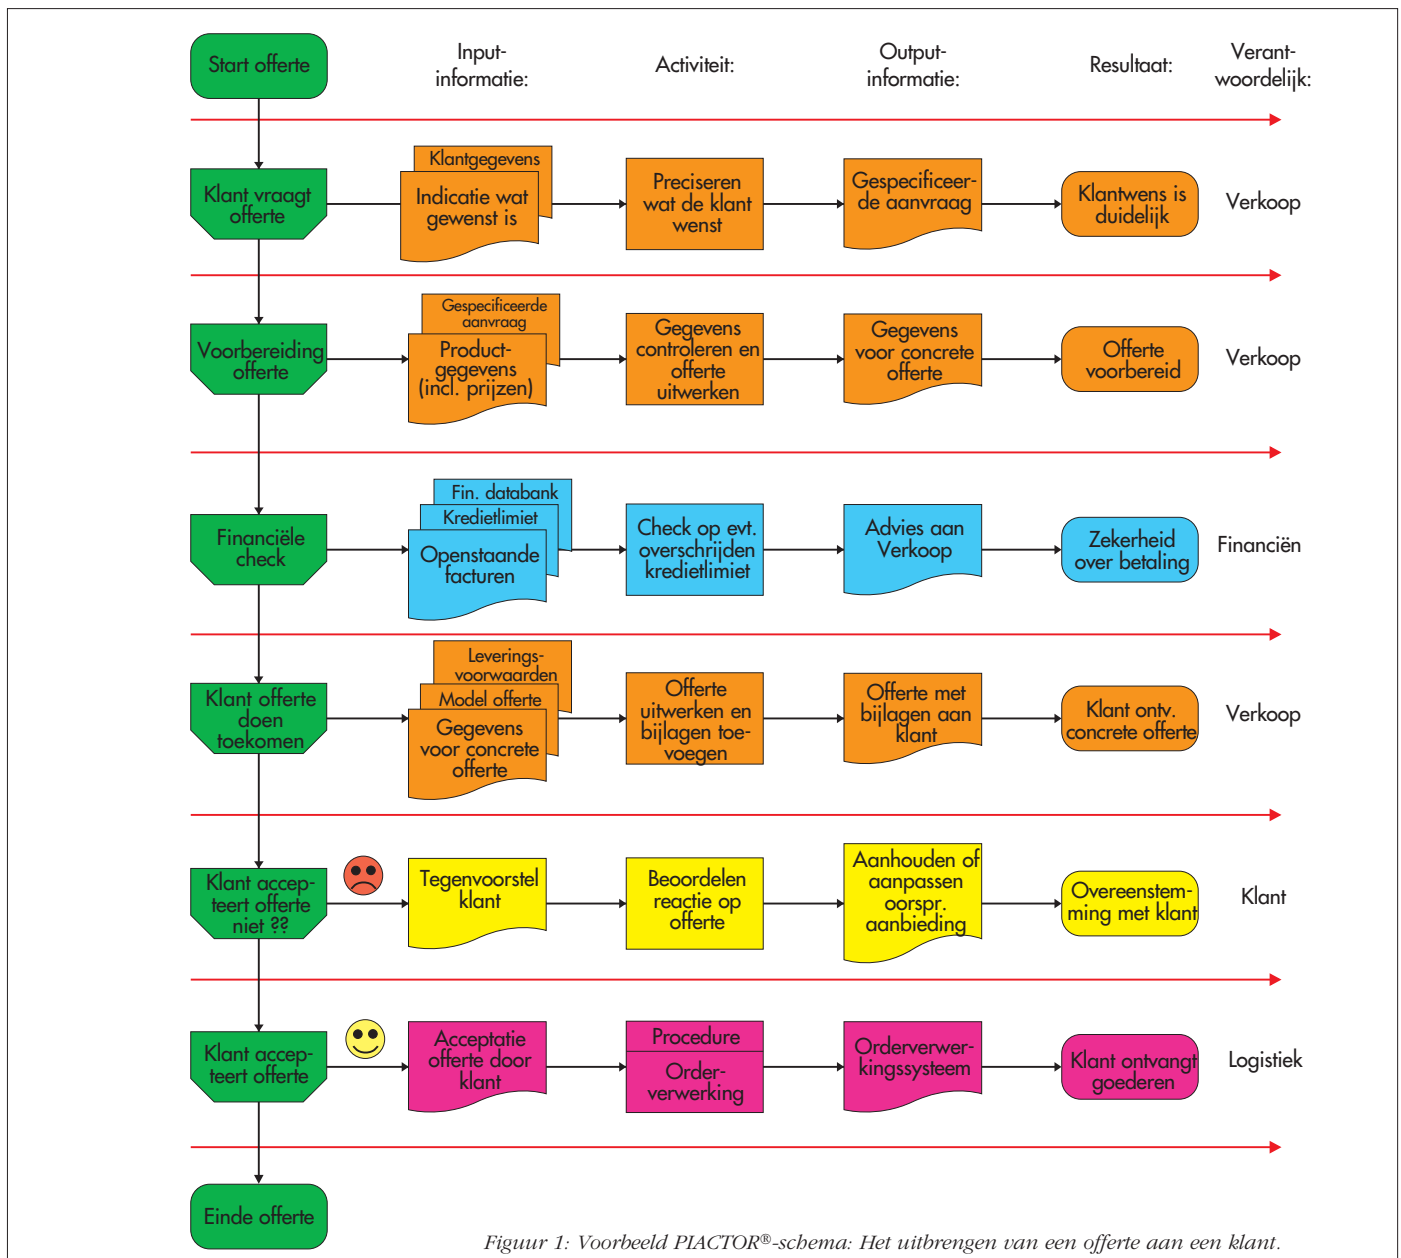 Start offerte
Input-
informatie:
Activiteit:
Output-
informatie:
Resultaat:
Verant-
woordelijk:
Klant vraagt
offerte
Klantgegevens
Indicatie wat
gewenst is
Preciseren
wat de klant
wenst
Gespecificeer-
de aanvraag
Klantwens is
duidelijk
Verkoop
Voorbereiding
offerte
Gespecificeerde
aanvraag
Product-
gegevens
(incl. prijzen)
Gegevens
controleren en
offerte
uitwerken
Gegevens
voor concrete
offerte
Offerte
voorbereid
Verkoop
Financiële
check
Fin. databank
Kredietlimiet
Openstaande
facturen
Check op evt.
overschrijden
kredietlimiet
Advies aan
Verkoop
Zekerheid
over betaling
Financiën
Klant offerte
doen
toekomen
Leverings-
voorwaarden
Model offerte
Gegevens
voor concrete
offerte
Offerte
uitwerken en
bijlagen toe-
voegen
Offerte met
bijlagen aan
klant
Klant ontv.
concrete offerte
Verkoop
Klant accep-
teert offerte
niet ??
Tegenvoorstel
klant
Beoordelen
reactie op
offerte
Aanhouden of
aanpassen
oorspr.
aanbieding
Overeenstem-
ming met klant
Klant
Klant accep-
teert offerte
Acceptatie
offerte door
klant
Procedure
Order-
verwerking
Orderverwer-
kingssysteem
Klant ontvangt
goederen
Logistiek
Einde offerte
Figuur 1: Voorbeeld PIACTOR®-schema: Het uitbrengen van een offerte aan een klant.